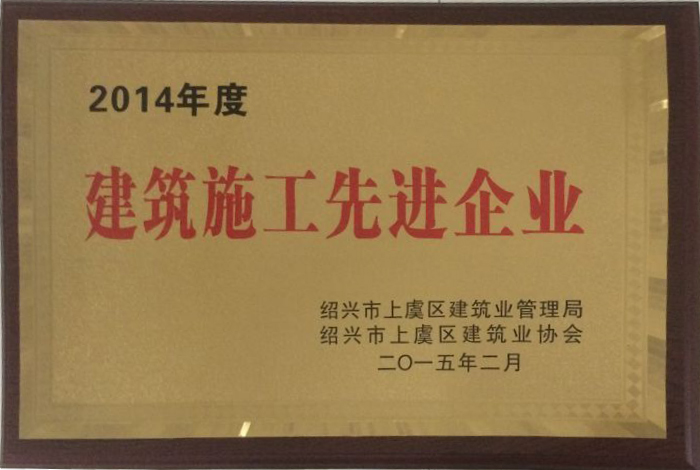 2014年度
建筑施工先进企业
绍兴市上虞区建筑业管理局
绍兴市上虞区建筑业协会
二〇一五年二月